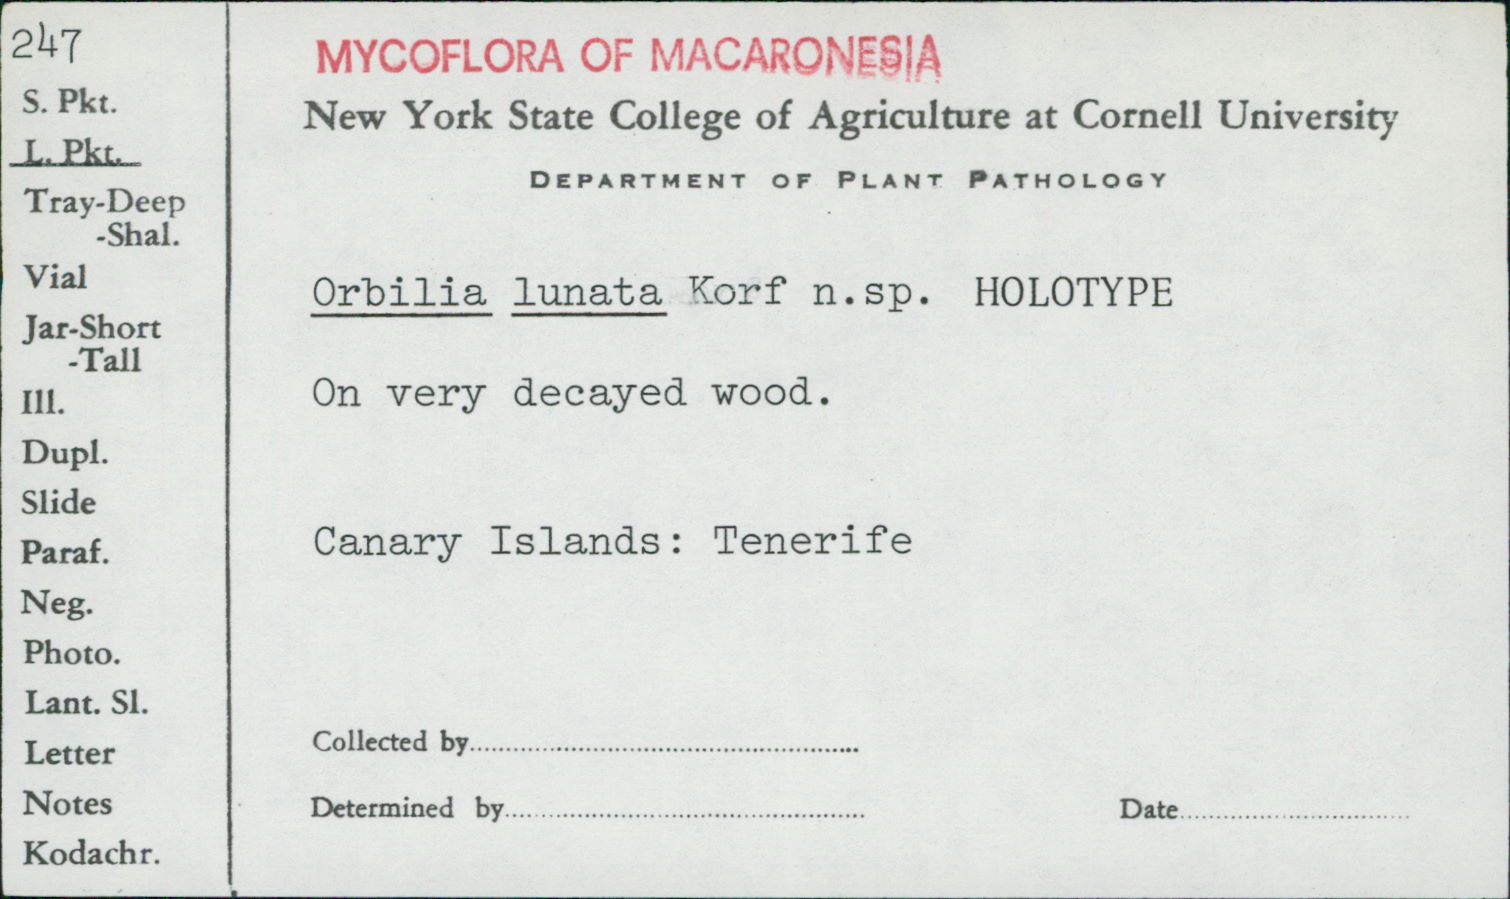 247
S. Pkt.
L. Pkt.
Tray-Deep
-Shal.
Vial
Jar-Short
-Tall
Ill.
Dupl.
Slide
Paraf.
Neg.
Photo.
Lant. Sl.
Letter
Notes
Kodachr.
MYCOFLORA OF MACARONESIA
New York State College of Agriculture at Cornell University
DEPARTMENT OF PLANT PATHOLOGY
Orbilia lunata Korf n.sp. HOLOTYPE
On very decayed wood.
Canary Islands: Tenerife
Collected by
Determined by
Date